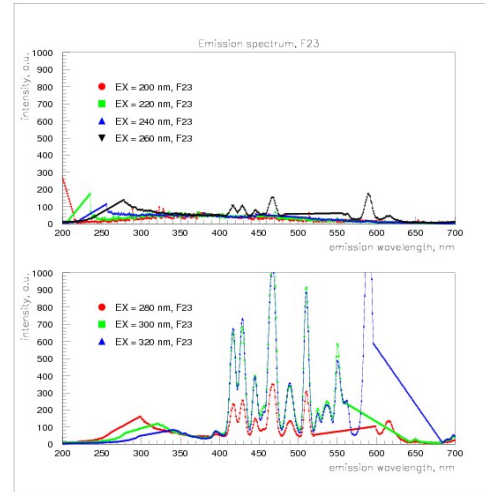 Emission spectrum, F23
intensity, a.u.
1000
900
800
700
600
500
400
300
200
100
0
EX = 200 nm, F23
EX = 220 nm, F23
EX = 240 nm, F23
EX = 260 nm, F23
200 250 300 350 400 450 500 550 600 650 700
emission wavelength, nm
intensity, a.u.
1000
900
800
700
600
500
400
300
200
100
0
EX = 280 nm, F23
EX = 300 nm, F23
EX = 320 nm, F23
200 250 300 350 400 450 500 550 600 650 700
emission wavelength, nm